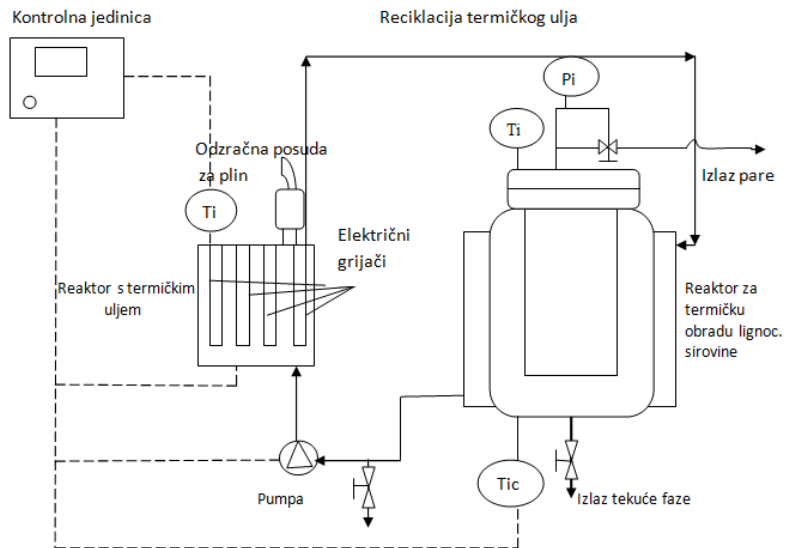 Kontrolna jedinica
Reciklacija termičkog ulja
Pi
Ti
Odzračna posuda
za plin
Izlaz pare
Ti
Električni
grijači
Reaktor s termičkim
uljem
Reaktor za
termičku
obradu lignoc.
sirovine
Tic
Pumpa
Izlaz tekuće faze